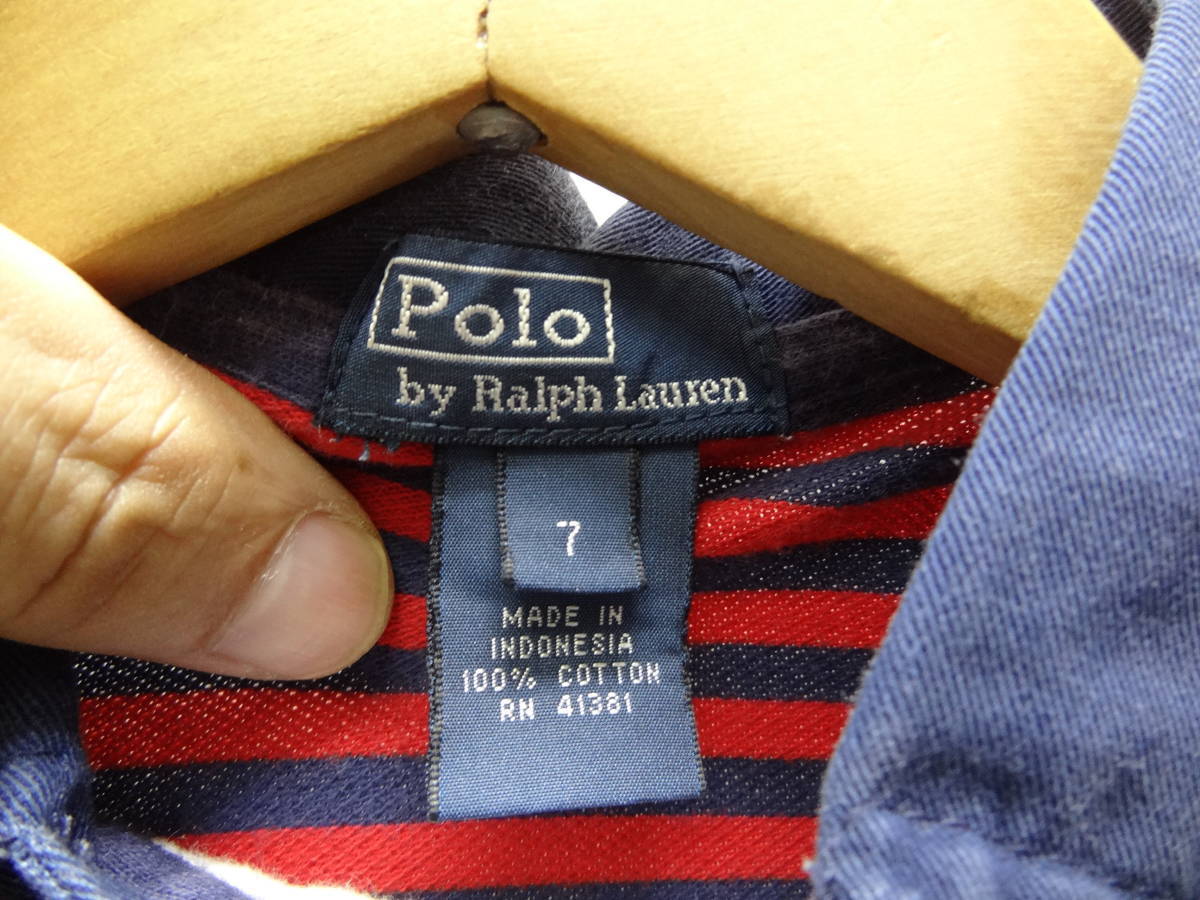 Polo
by Ralph Lauren
7
MADE IN
INDONESIA
100% COTTON
RN 41381